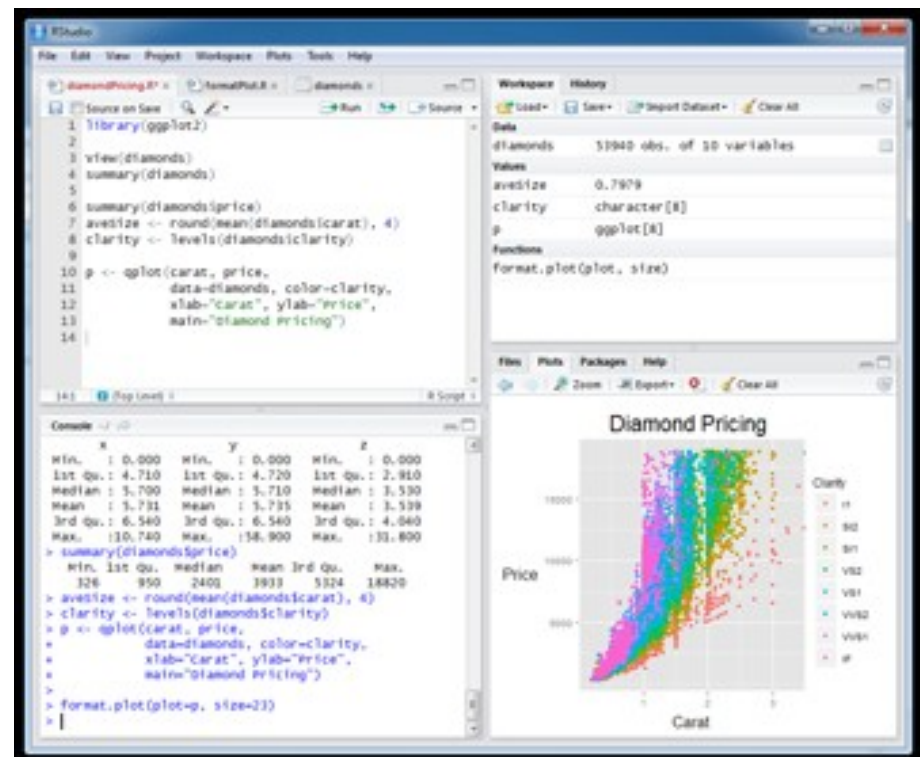 RStudio
File Edit View Project Workspace Plots Tools Help
diamondPricing.R* formatPlot.R diamonds
Source on Save Run Source
1 library(ggplot2)
2
3 view(diamonds)
4 summary(diamonds)
5
6 summary(diamonds$price)
7 aveSize <- round(mean(diamonds$carat), 4)
8 clarity <- levels(diamonds$clarity)
9
10 p <- qplot(carat, price,
11 data=diamonds, color=clarity,
12 xlab="Carat", ylab="Price",
13 main="Diamond Pricing")
14
14:1 (Top Level) R Script
Console
x y z
Min. : 0.000 Min. : 0.000 Min. : 0.000
1st Qu.: 4.710 1st Qu.: 4.720 1st Qu.: 2.910
Median : 5.700 Median : 5.710 Median : 3.530
Mean : 5.731 Mean : 5.735 Mean : 3.539
3rd Qu.: 6.540 3rd Qu.: 6.540 3rd Qu.: 4.040
Max. :10.740 Max. :58.900 Max. :31.800
> summary(diamonds$price)
Min. 1st Qu. Median Mean 3rd Qu. Max.
326 950 2401 3933 5324 18820
> aveSize <- round(mean(diamonds$carat), 4)
> clarity <- levels(diamonds$clarity)
> p <- qplot(carat, price,
+ data=diamonds, color=clarity,
+ xlab="Carat", ylab="Price",
+ main="Diamond Pricing")
>
> format.plot(plot=p, size=23)
>
Workspace History
Load Save Import Dataset Clear All
Data
diamonds 53940 obs. of 10 variables
Values
aveSize 0.7979
clarity character[8]
p ggplot[8]
Functions
format.plot(plot, size)
Files Plots Packages Help
Zoom Export Clear All
Diamond Pricing
Price
15000
10000
5000
1 2 3
Carat
Clarity
I1
SI2
SI1
VS2
VS1
VVS2
VVS1
IF